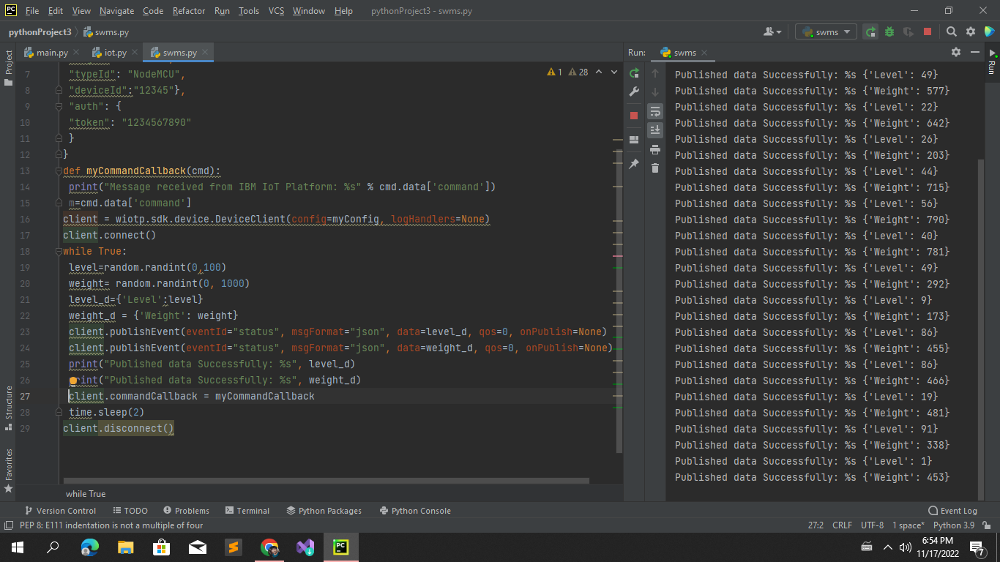 PC File Edit View Navigate Code Refactor Run Tools VCS Window Help pythonProject3 - swms.py
pythonProject3 swms.py swms
Project
main.py iot.py swms.py
1 28
7 "typeId": "NodeMCU",
8 "deviceId":"12345"},
9 "auth": {
10 "token": "1234567890"
11 }
12 }
13 def myCommandCallback(cmd):
14 print("Message received from IBM IoT Platform: %s" % cmd.data['command'])
15 m=cmd.data['command']
16 client = wiotp.sdk.device.DeviceClient(config=myConfig, logHandlers=None)
17 client.connect()
18 while True:
19 level=random.randint(0,100)
20 weight= random.randint(0, 1000)
21 level_d={'Level':level}
22 weight_d = {'Weight': weight}
23 client.publishEvent(eventId="status", msgFormat="json", data=level_d, qos=0, onPublish=None)
24 client.publishEvent(eventId="status", msgFormat="json", data=weight_d, qos=0, onPublish=None)
25 print("Published data Successfully: %s", level_d)
26 print("Published data Successfully: %s", weight_d)
27 client.commandCallback = myCommandCallback
28 time.sleep(2)
29 client.disconnect()
while True
Structure
Favorites
Run: swms
Run
Published data Successfully: %s {'Level': 49}
Published data Successfully: %s {'Weight': 577}
Published data Successfully: %s {'Level': 22}
Published data Successfully: %s {'Weight': 642}
Published data Successfully: %s {'Level': 26}
Published data Successfully: %s {'Weight': 203}
Published data Successfully: %s {'Level': 44}
Published data Successfully: %s {'Weight': 715}
Published data Successfully: %s {'Level': 56}
Published data Successfully: %s {'Weight': 790}
Published data Successfully: %s {'Level': 40}
Published data Successfully: %s {'Weight': 781}
Published data Successfully: %s {'Level': 49}
Published data Successfully: %s {'Weight': 292}
Published data Successfully: %s {'Level': 9}
Published data Successfully: %s {'Weight': 173}
Published data Successfully: %s {'Level': 86}
Published data Successfully: %s {'Weight': 455}
Published data Successfully: %s {'Level': 86}
Published data Successfully: %s {'Weight': 466}
Published data Successfully: %s {'Level': 19}
Published data Successfully: %s {'Weight': 481}
Published data Successfully: %s {'Level': 91}
Published data Successfully: %s {'Weight': 338}
Published data Successfully: %s {'Level': 1}
Published data Successfully: %s {'Weight': 453}
Version Control TODO Problems Terminal Python Packages Python Console Event Log
PEP 8: E111 indentation is not a multiple of four 27:2 CRLF UTF-8 1 space* Python 3.9
PC 6:54 PM
11/17/2022 7